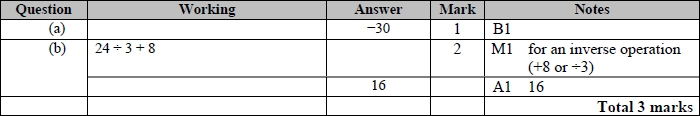 Question Working Answer Mark Notes
(a) −30 1 B1
(b) 24 ÷ 3 + 8 2 M1 for an inverse operation
(+8 or ÷3)
16 A1 16
Total 3 marks